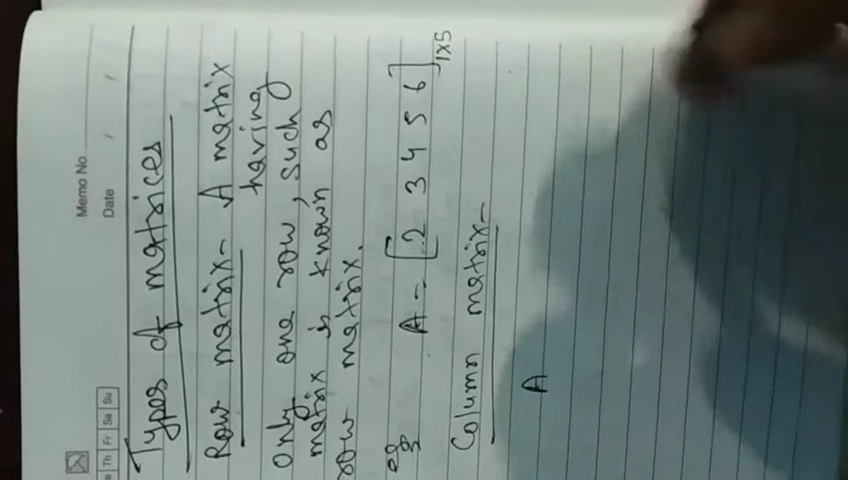 Memo No.
Date / /
Th Fr Sa Su
Types of matrices
Row matrix- A matrix
having
only one row, such
matrix is known as
row matrix.
eg A = [2 3 4 5 6]1x5
Column matrix-
A